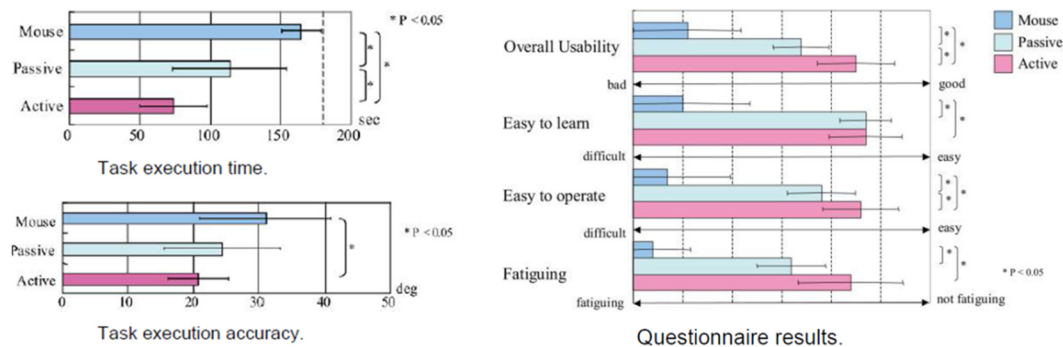 * P < 0.05
Mouse
*
Passive
*
*
Active
0
50
100
150
200
sec
Task execution time.
Mouse
* P < 0.05
Passive
*
Active
0
10
20
30
40
50
deg
Task execution accuracy.
Mouse
Passive
Active
Overall Usability
*
*
*
bad
good
Easy to learn
*
*
difficult
easy
Easy to operate
*
*
*
difficult
easy
Fatiguing
*
*
* P < 0.05
fatiguing
not fatiguing
Questionnaire results.